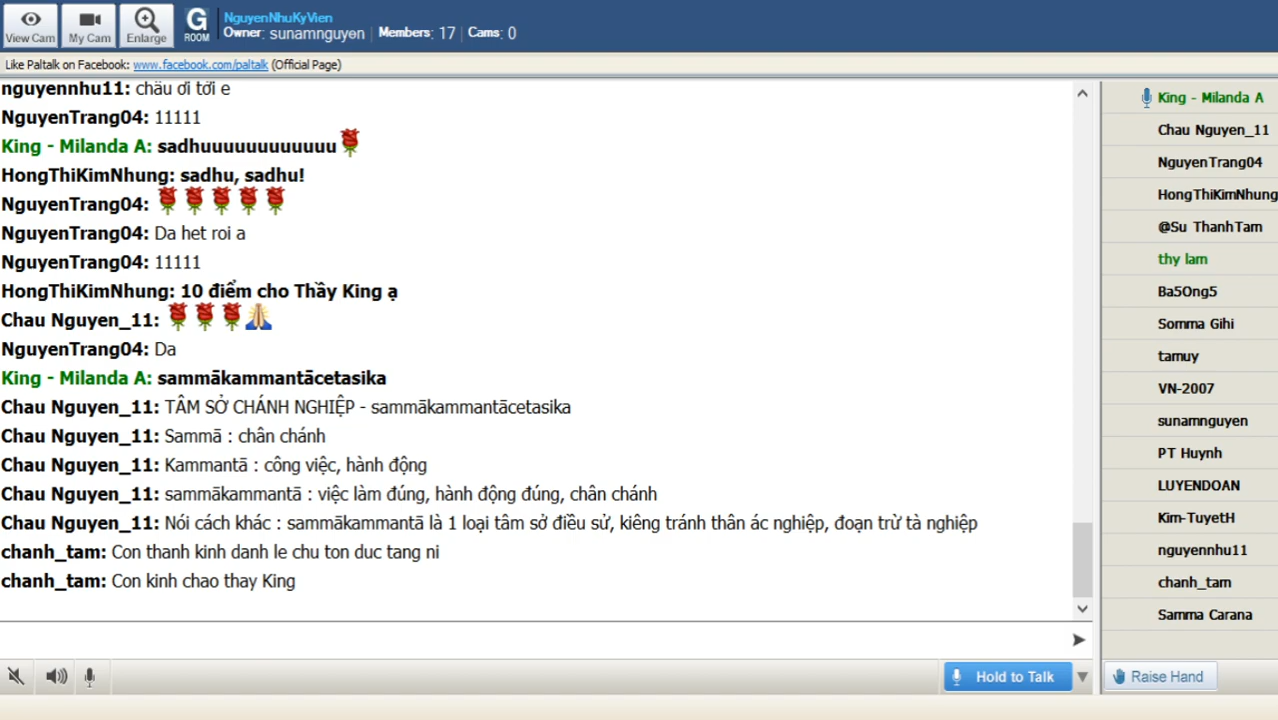 NguyenNhuKyVien
View Cam
My Cam
Enlarge
G
ROOM
Owner: sunamnguyen | Members: 17 | Cams: 0
Like Paltalk on Facebook: www.facebook.com/paltalk (Official Page)
nguyennhu11: cháu ơi tới e
NguyenTrang04: 11111
King - Milanda A: sadhuuuuuuuuuuuu
HongThiKimNhung: sadhu, sadhu!
NguyenTrang04:
NguyenTrang04: Da het roi a
NguyenTrang04: 11111
HongThiKimNhung: 10 điểm cho Thầy King ạ
Chau Nguyen_11:
NguyenTrang04: Da
King - Milanda A: sammākammantācetasika
Chau Nguyen_11: TÂM SỞ CHÁNH NGHIỆP - sammākammantācetasika
Chau Nguyen_11: Sammā : chân chánh
Chau Nguyen_11: Kammantā : công việc, hành động
Chau Nguyen_11: sammākammantā : việc làm đúng, hành động đúng, chân chánh
Chau Nguyen_11: Nói cách khác : sammākammantā là 1 loại tâm sở điều sử, kiêng tránh thân ác nghiệp, đoạn trừ tà nghiệp
chanh_tam: Con thanh kinh danh le chu ton duc tang ni
chanh_tam: Con kinh chao thay King
King - Milanda A
Chau Nguyen_11
NguyenTrang04
HongThiKimNhung
@Su ThanhTam
thy lam
Ba5Ong5
Somma Gihi
tamuy
VN-2007
sunamnguyen
PT Huynh
LUYENDOAN
Kim-TuyetH
nguyennhu11
chanh_tam
Samma Carana
Hold to Talk
Raise Hand